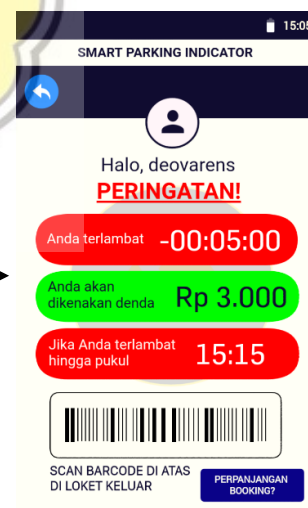 15:05
SMART PARKING INDICATOR
Halo, deovarens
PERINGATAN!
Anda terlambat -00:05:00
Anda akan
dikenakan denda Rp 3.000
Jika Anda terlambat
hingga pukul 15:15
SCAN BARCODE DI ATAS
DI LOKET KELUAR
PERPANJANGAN
BOOKING?